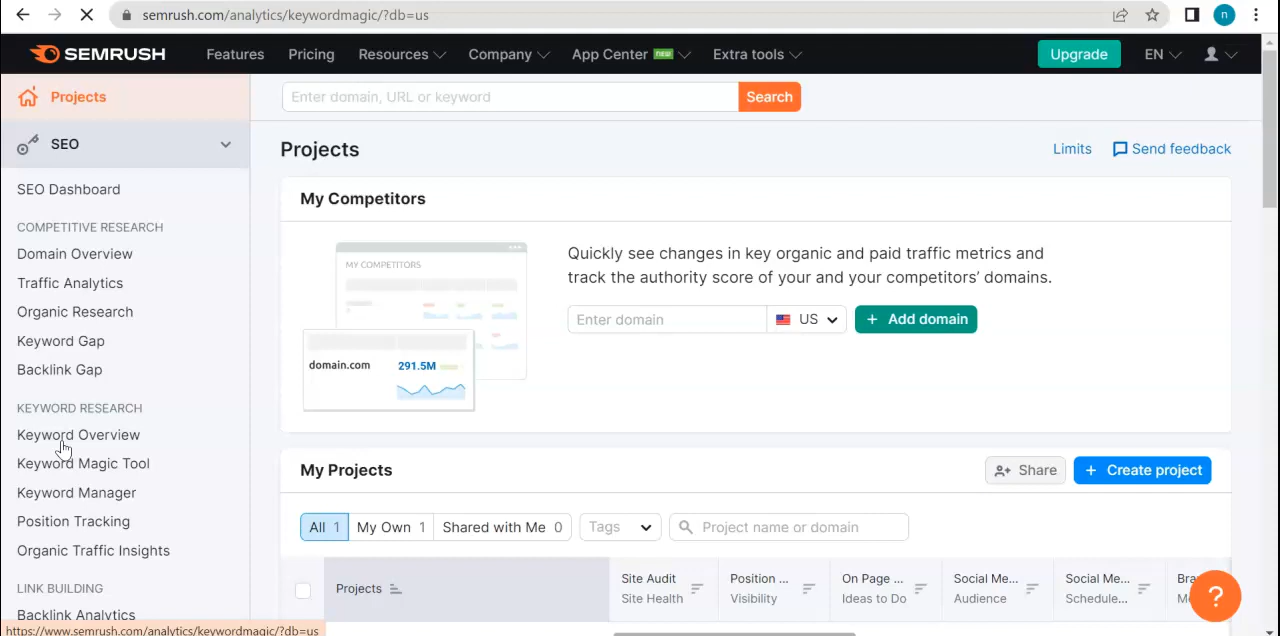 semrush.com/analytics/keywordmagic/?db=us
n
SEMRUSH
Features
Pricing
Resources
Company
App Center new
Extra tools
Upgrade
EN
Projects
Enter domain, URL or keyword
Search
SEO
SEO Dashboard
COMPETITIVE RESEARCH
Domain Overview
Traffic Analytics
Organic Research
Keyword Gap
Backlink Gap
KEYWORD RESEARCH
Keyword Overview
Keyword Magic Tool
Keyword Manager
Position Tracking
Organic Traffic Insights
LINK BUILDING
Backlink Analytics
https://www.semrush.com/analytics/keywordmagic/?db=us
Projects
Limits
Send feedback
My Competitors
MY COMPETITORS
domain.com 291.5M
Quickly see changes in key organic and paid traffic metrics and
track the authority score of your and your competitors' domains.
Enter domain
US
+ Add domain
My Projects
Share
+ Create project
All 1
My Own 1
Shared with Me 0
Tags
Project name or domain
Projects
Site Audit
Site Health
Position ...
Visibility
On Page ...
Ideas to Do
Social Me...
Audience
Social Me...
Schedule...
Bra
?